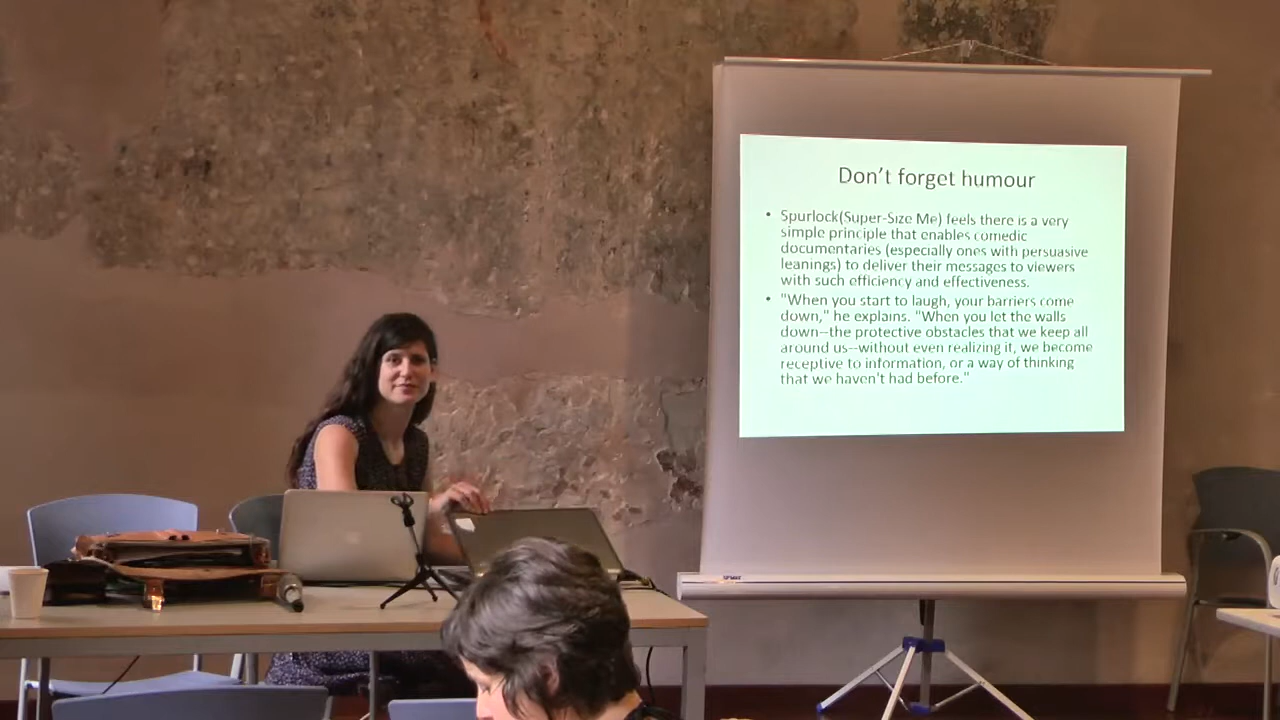 Don't forget humour
• Spurlock(Super-Size Me) feels there is a very
simple principle that enables comedic
documentaries (especially ones with persuasive
leanings) to deliver their messages to viewers
with such efficiency and effectiveness.
• "When you start to laugh, your barriers come
down," he explains. "When you let the walls
down--the protective obstacles that we keep all
around us--without even realizing it, we become
receptive to information, or a way of thinking
that we haven't had before."